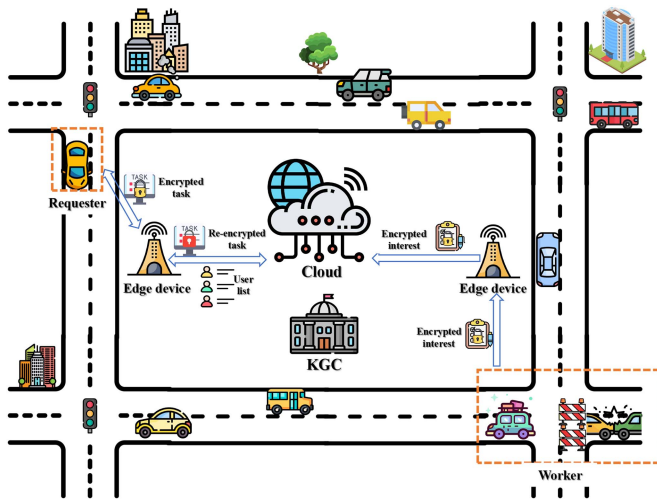 TASK
Encrypted
task
Requester
TASK
Re-encrypted
task
Edge device
User
list
Cloud
Encrypted
interest
Edge device
KGC
Encrypted
interest
Worker